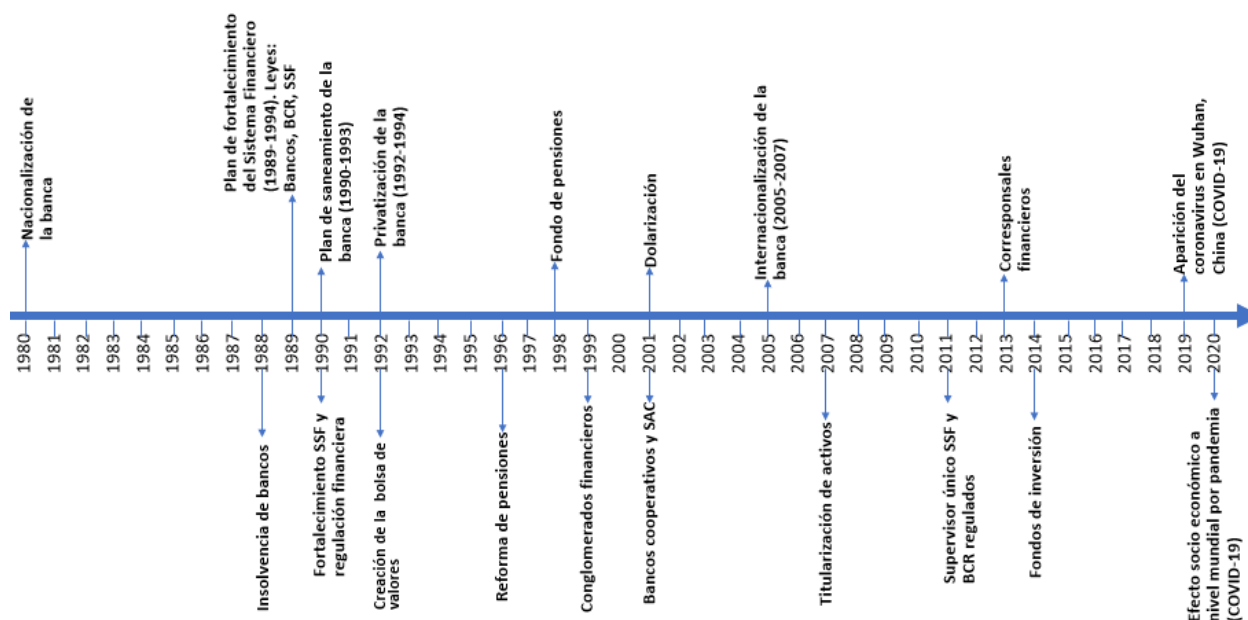 Nacionalización de
la banca
Plan de fortalecimiento
del Sistema Financiero
(1989-1994). Leyes:
Bancos, BCR, SSF
Plan de saneamiento de la
banca (1990-1993)
Privatización de la
banca (1992-1994)
Fondo de pensiones
Dolarización
Internacionalización de la
banca (2005-2007)
Corresponsales
financieros
Aparición del
coronavirus en Wuhan,
China (COVID-19)
1980
1981
1982
1983
1984
1985
1986
1987
1988
1989
1990
1991
1992
1993
1994
1995
1996
1997
1998
1999
2000
2001
2002
2003
2004
2005
2006
2007
2008
2009
2011
2012
2013
2014
2015
2016
2017
2018
2019
2020
Insolvencia de bancos
Fortalecimiento SSF y
regulación financiera
Creación de la bolsa de
valores
Reforma de pensiones
Conglomerados financieros
Bancos cooperativos y SAC
Titularización de activos
Supervisor único SSF y
BCR regulados
Fondos de inversión
Efecto socio económico a
nivel mundial por pandemia
(COVID-19)